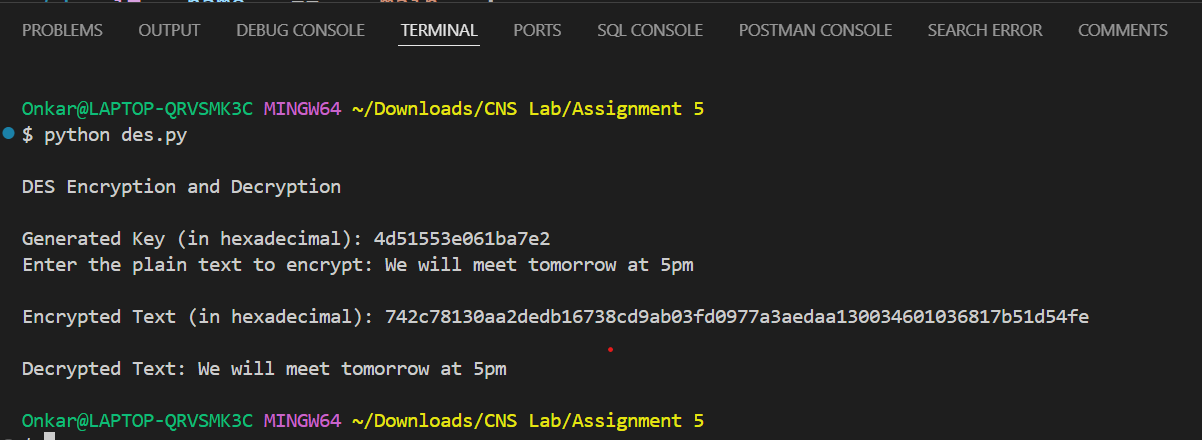 PROBLEMS OUTPUT DEBUG CONSOLE TERMINAL PORTS SQL CONSOLE POSTMAN CONSOLE SEARCH ERROR COMMENTS
Onkar@LAPTOP-QRVSMK3C MINGW64 ~/Downloads/CNS Lab/Assignment 5
$ python des.py
DES Encryption and Decryption
Generated Key (in hexadecimal): 4d51553e061ba7e2
Enter the plain text to encrypt: We will meet tomorrow at 5pm
Encrypted Text (in hexadecimal): 742c78130aa2dedb16738cd9ab03fd0977a3aedaa130034601036817b51d54fe
Decrypted Text: We will meet tomorrow at 5pm
Onkar@LAPTOP-QRVSMK3C MINGW64 ~/Downloads/CNS Lab/Assignment 5